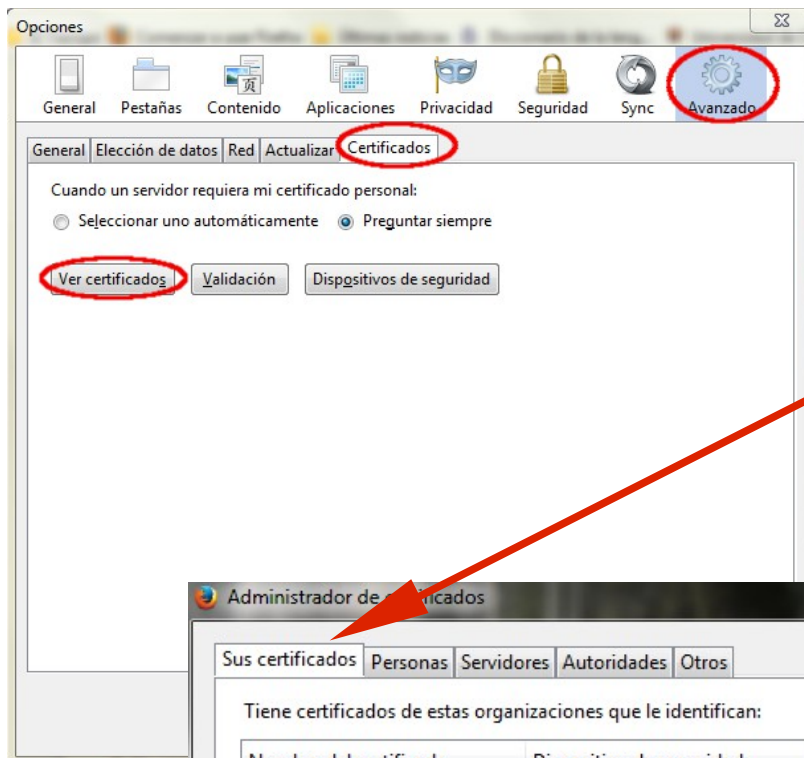 Opciones
General Pestañas Contenido Aplicaciones Privacidad Seguridad Sync Avanzado
General Elección de datos Red Actualizar Certificados
Cuando un servidor requiera mi certificado personal:
Seleccionar uno automáticamente Preguntar siempre
Ver certificados Validación Dispositivos de seguridad
Administrador de certificados
Sus certificados Personas Servidores Autoridades Otros
Tiene certificados de estas organizaciones que le identifican: